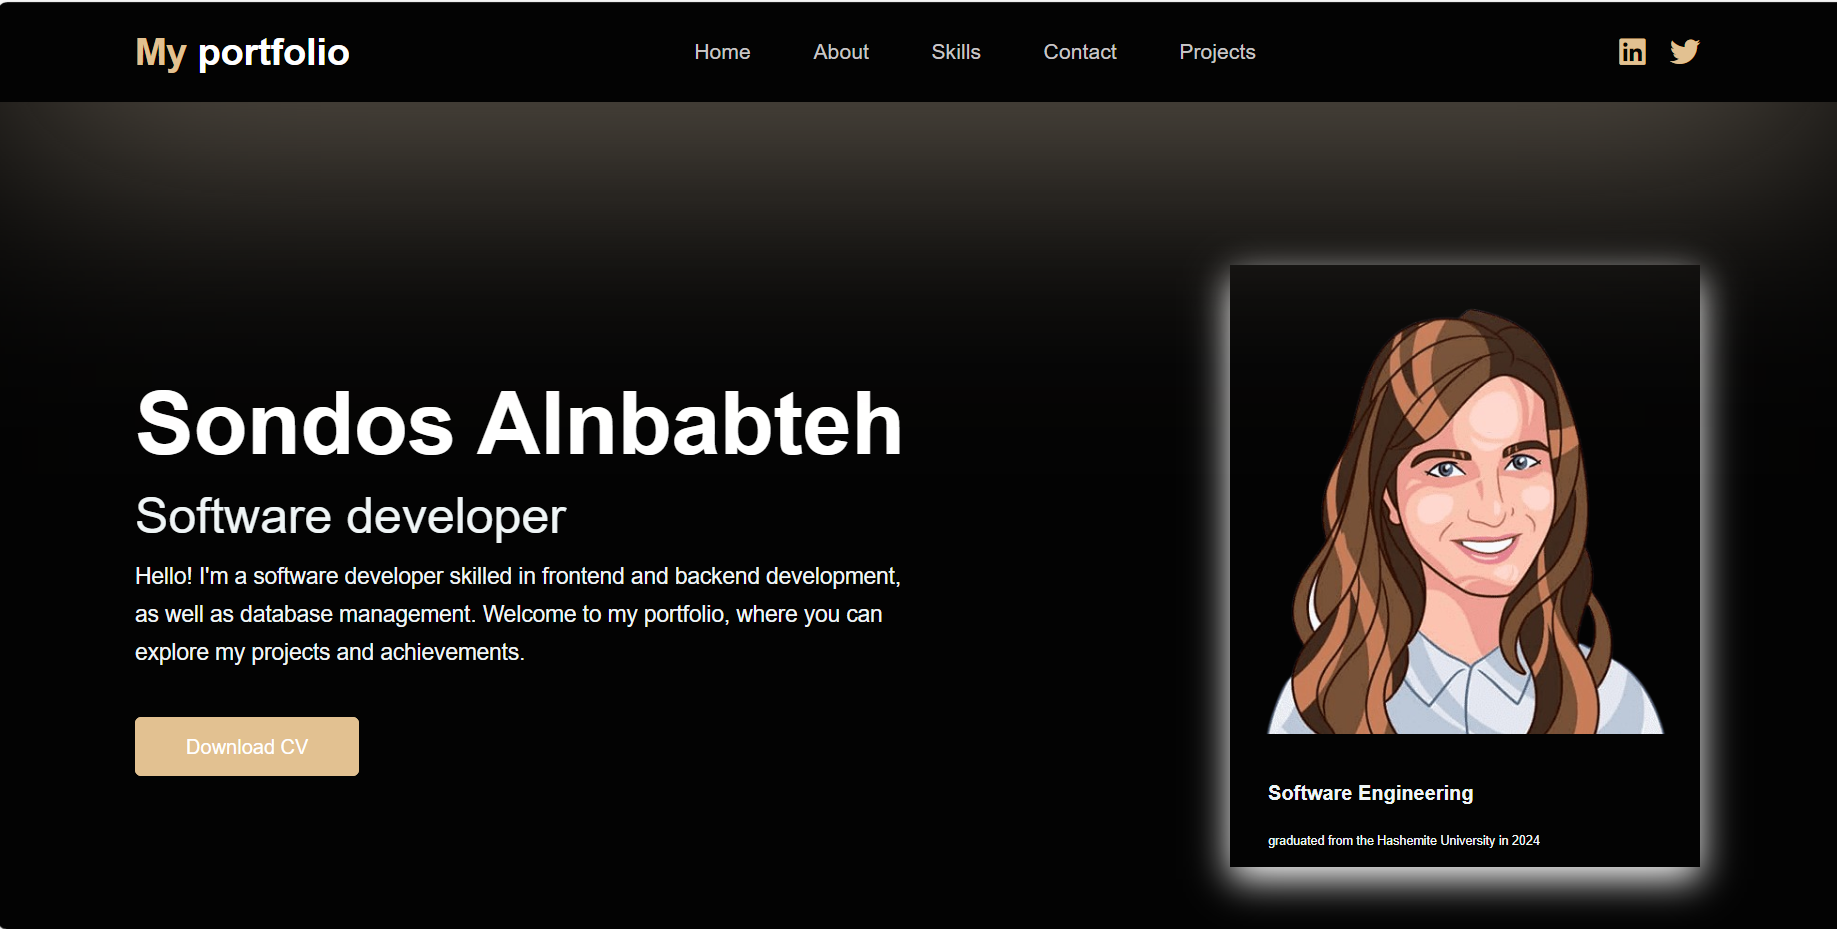 My portfolio
Home About Skills Contact Projects
in
Sondos Alnbabteh
Software developer
Hello! I'm a software developer skilled in frontend and backend development,
as well as database management. Welcome to my portfolio, where you can
explore my projects and achievements.
Download CV
Software Engineering
graduated from the Hashemite University in 2024